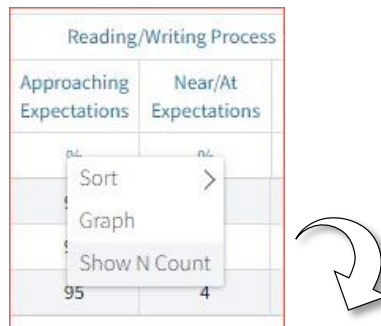 Reading/Writing Process
Approaching Near/At
Expectations Expectations
% %
Sort
Graph
Show N Count
95 4